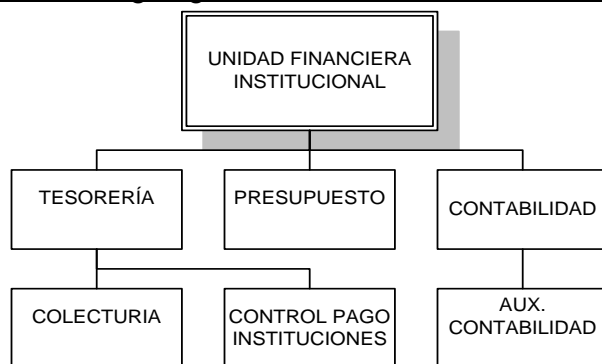 UNIDAD FINANCIERA
INSTITUCIONAL
TESORERÍA
PRESUPUESTO
CONTABILIDAD
COLECTURIA
CONTROL PAGO
INSTITUCIONES
AUX.
CONTABILIDAD